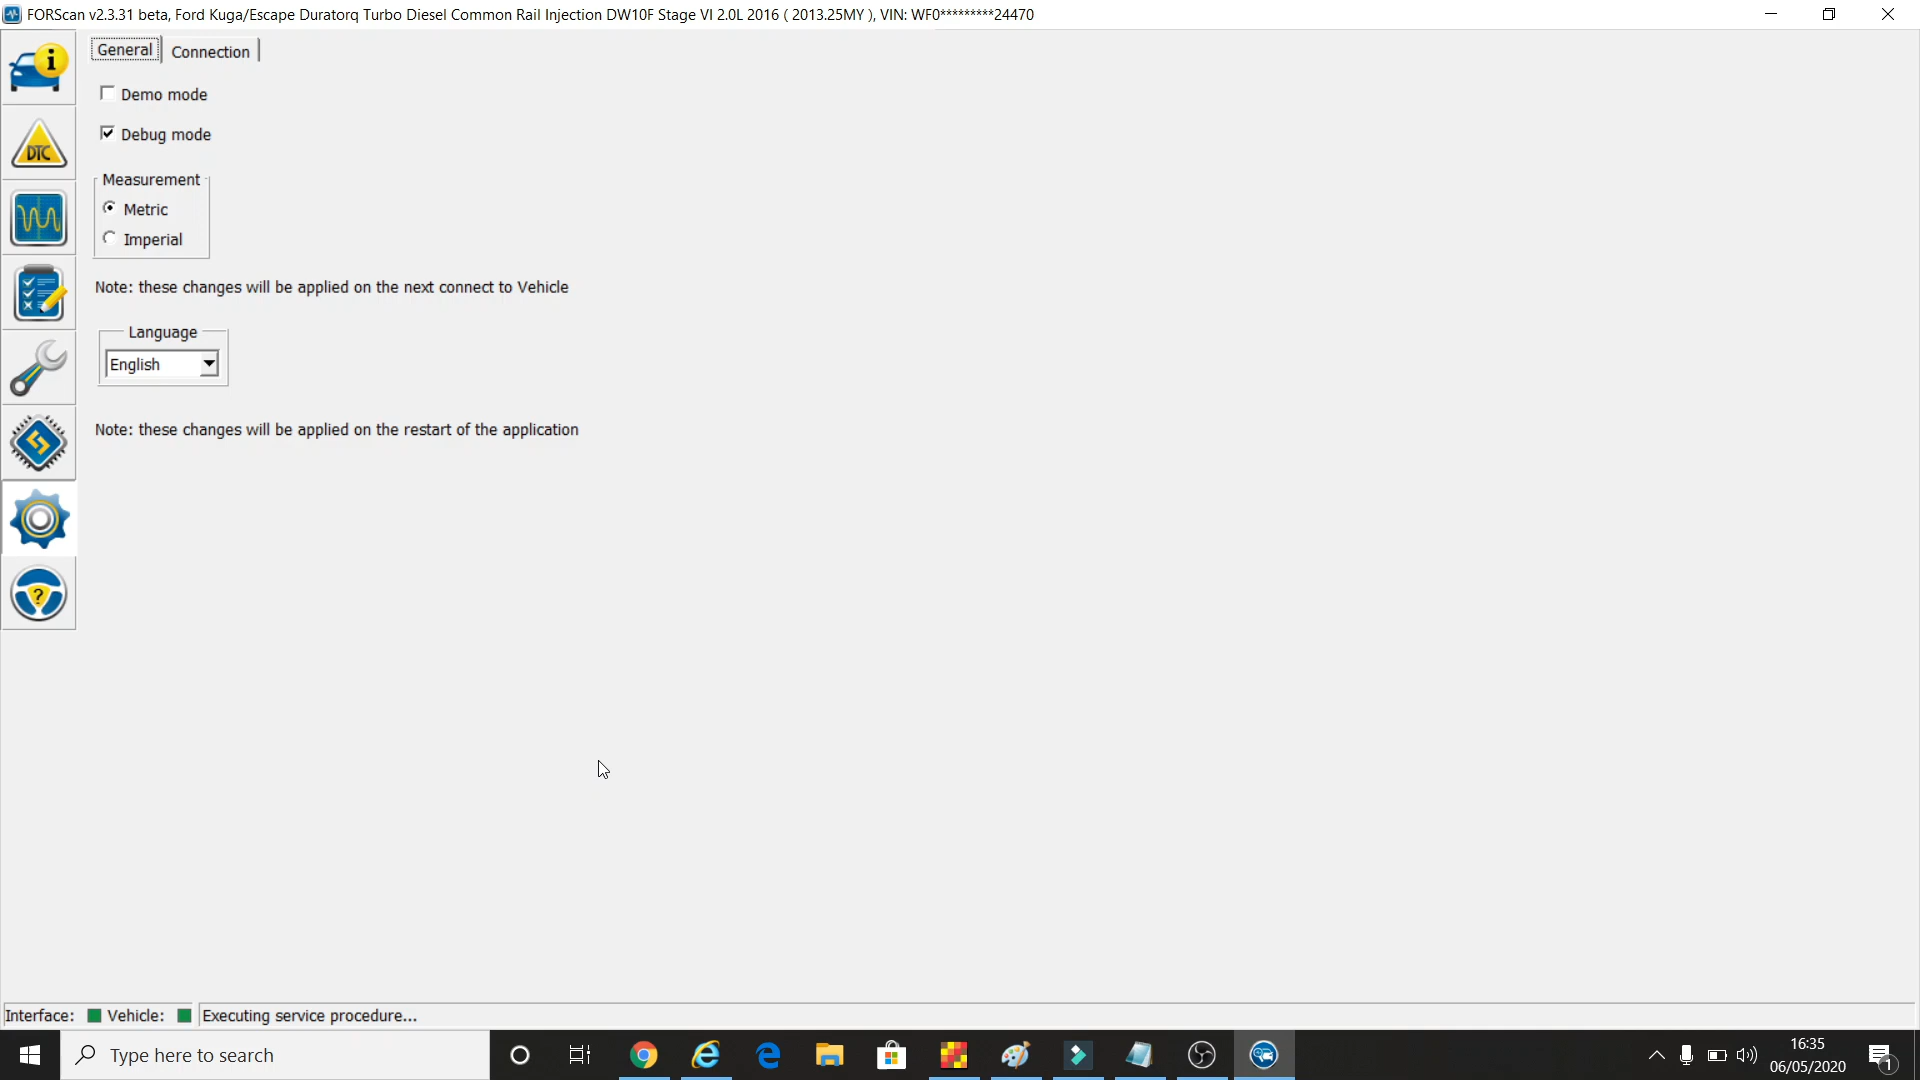 FORScan v2.3.31 beta, Ford Kuga/Escape Duratorq Turbo Diesel Common Rail Injection DW10F Stage VI 2.0L 2016 ( 2013.25MY ), VIN: WF0*********24470
General
Connection
Demo mode
DTC
Debug mode
Measurement
Metric
Imperial
Note: these changes will be applied on the next connect to Vehicle
Language
English
Note: these changes will be applied on the restart of the application
Interface: Vehicle: Executing service procedure...
Type here to search
16:35
06/05/2020
1